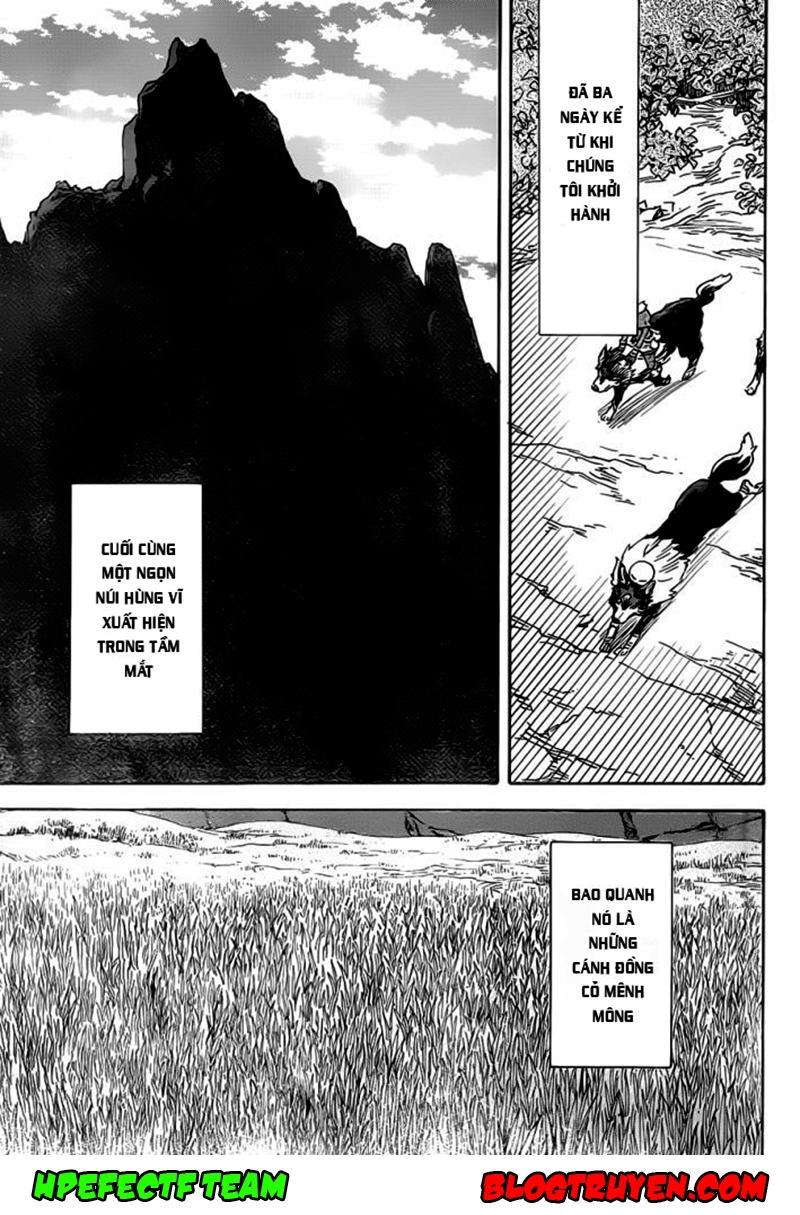 ĐÃ BA
NGÀY KỂ
TỪ KHI
CHÚNG
TÔI KHỞI
HÀNH
CUỐI CÙNG
MỘT NGỌN
NÚI HÙNG VĨ
XUẤT HIỆN
TRONG TẦM
MẮT
BAO QUANH
NÓ LÀ
NHỮNG
CÁNH ĐỒNG
CỎ MÊNH
MÔNG
HPEFECTF TEAM
BLOGTRUYEN.COM